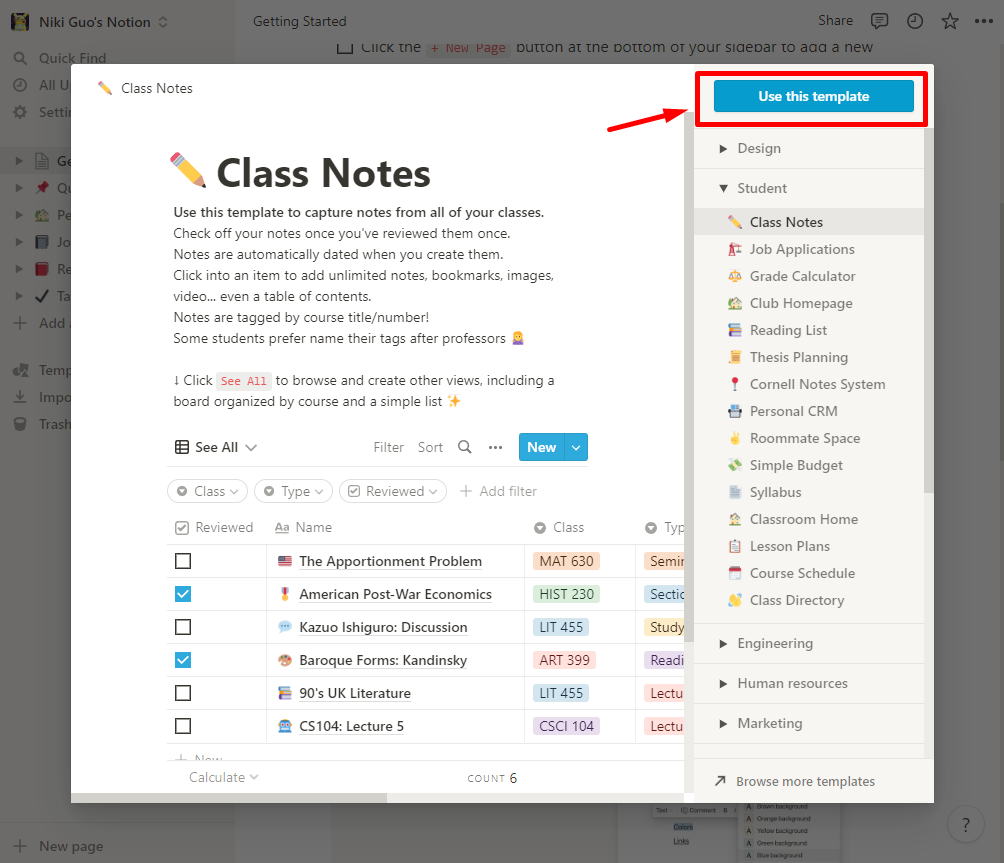 Niki Guo's Notion
Getting Started
Share
Click the + New Page button at the bottom of your sidebar to add a new
Quick Find
All U
Settin
Ge
Qu
Pe
Jo
Re
Ta
Add a
Temp
Impo
Trash
New page
Class Notes
Class Notes
Use this template to capture notes from all of your classes.
Check off your notes once you've reviewed them once.
Notes are automatically dated when you create them.
Click into an item to add unlimited notes, bookmarks, images,
video... even a table of contents.
Notes are tagged by course title/number!
Some students prefer name their tags after professors
↓ Click See All to browse and create other views, including a
board organized by course and a simple list ✨
See All Filter Sort New
Class Type Reviewed + Add filter
Reviewed Aa Name Class Typ
The Apportionment Problem MAT 630 Semin
American Post-War Economics HIST 230 Sectio
Kazuo Ishiguro: Discussion LIT 455 Study
Baroque Forms: Kandinsky ART 399 Readi
90's UK Literature LIT 455 Lectu
CS104: Lecture 5 CSCI 104 Lectu
+ New
Calculate COUNT 6
Use this template
Design
Student
Class Notes
Job Applications
Grade Calculator
Club Homepage
Reading List
Thesis Planning
Cornell Notes System
Personal CRM
Roommate Space
Simple Budget
Syllabus
Classroom Home
Lesson Plans
Course Schedule
Class Directory
Engineering
Human resources
Marketing
Browse more templates
Text Comment B i
Colors
Links
A Brown background
A Orange background
A Yellow background
A Green background
A Blue background
?